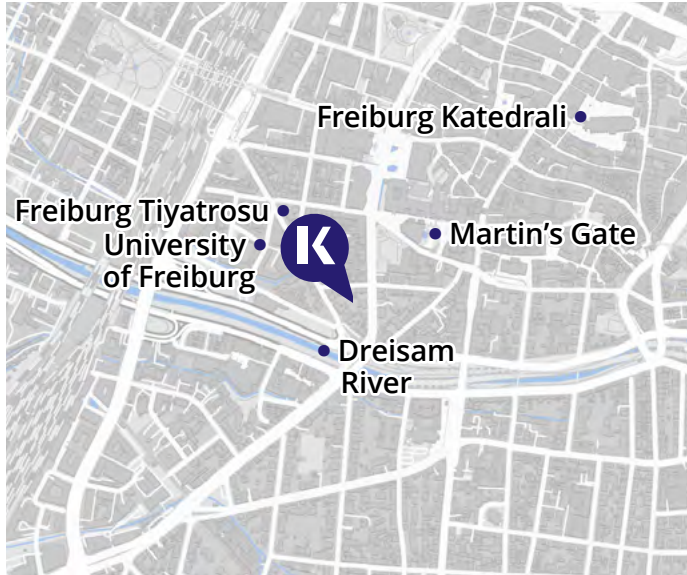 Freiburg Katedrali
Freiburg Tiyatrosu
University
of Freiburg
K
Martin's Gate
Dreisam
River